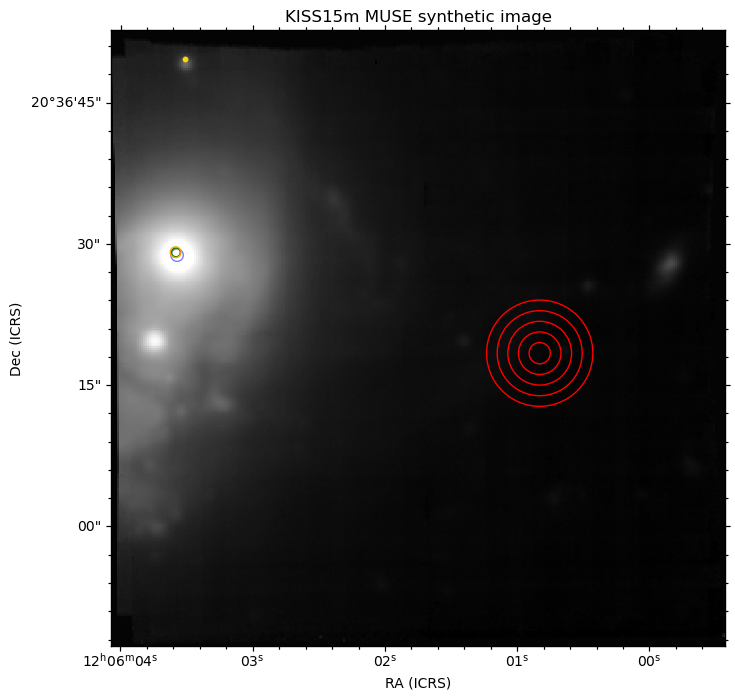 KISS15m MUSE synthetic image
20°36'45"
30"
15"
00"
Dec (ICRS)
12ʰ06ᵐ04ˢ
03ˢ
02ˢ
01ˢ
00ˢ
RA (ICRS)